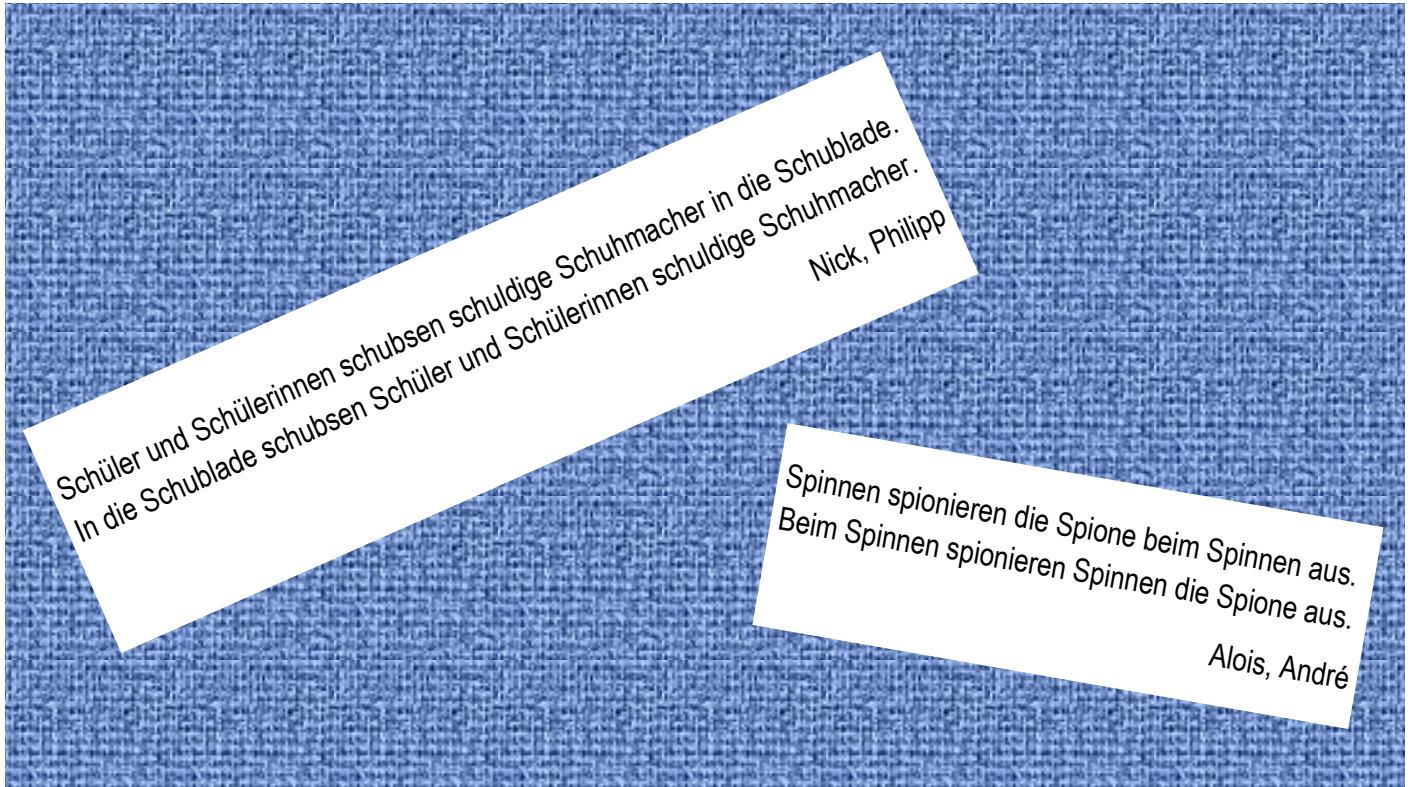 Schüler und Schülerinnen schubsen schuldige Schuhmacher in die Schublade.
In die Schublade schubsen Schüler und Schülerinnen schuldige Schuhmacher.
Nick, Philipp
Spinnen spionieren die Spione beim Spinnen aus.
Beim Spinnen spionieren Spinnen die Spione aus.
Alois, André